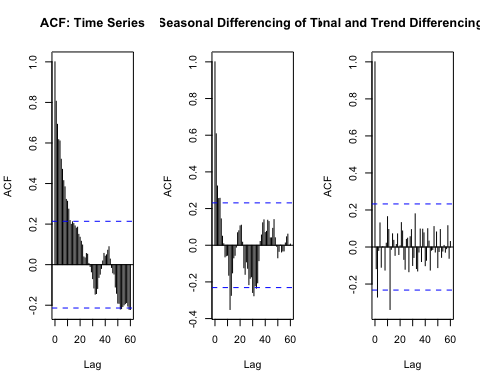 ACF: Time Series
Seasonal Differencing of Ti
nal and Trend Differencing
ACF
-0.2 0.0 0.2 0.4 0.6 0.8 1.0
0 20 40 60
Lag
ACF
-0.4 -0.2 0.0 0.2 0.4 0.6 0.8 1.0
0 20 40 60
Lag
ACF
-0.2 0.0 0.2 0.4 0.6 0.8 1.0
0 20 40 60
Lag